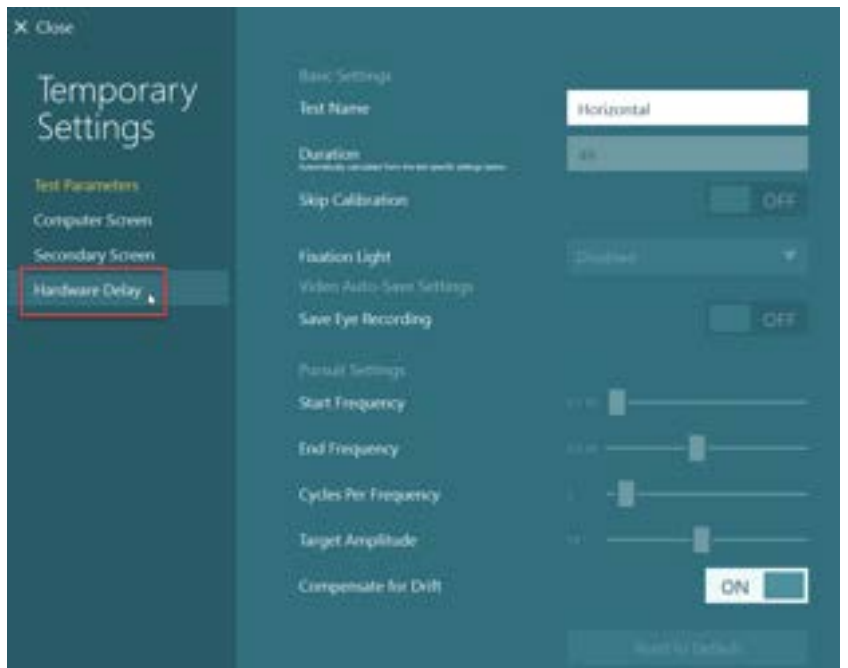 X Close
Temporary
Settings
Test Parameters
Computer Screen
Secondary Screen
Hardware Delay
Basic Settings
Test Name
Horizontal
Duration
Skip Calibration
OFF
Fixation Light
Disabled
Video Auto-Save Settings
Save Eye Recording
OFF
Pursuit Settings
Start Frequency
End Frequency
Cycles Per Frequency
Target Amplitude
Compensate for Drift
ON
Reset to Default